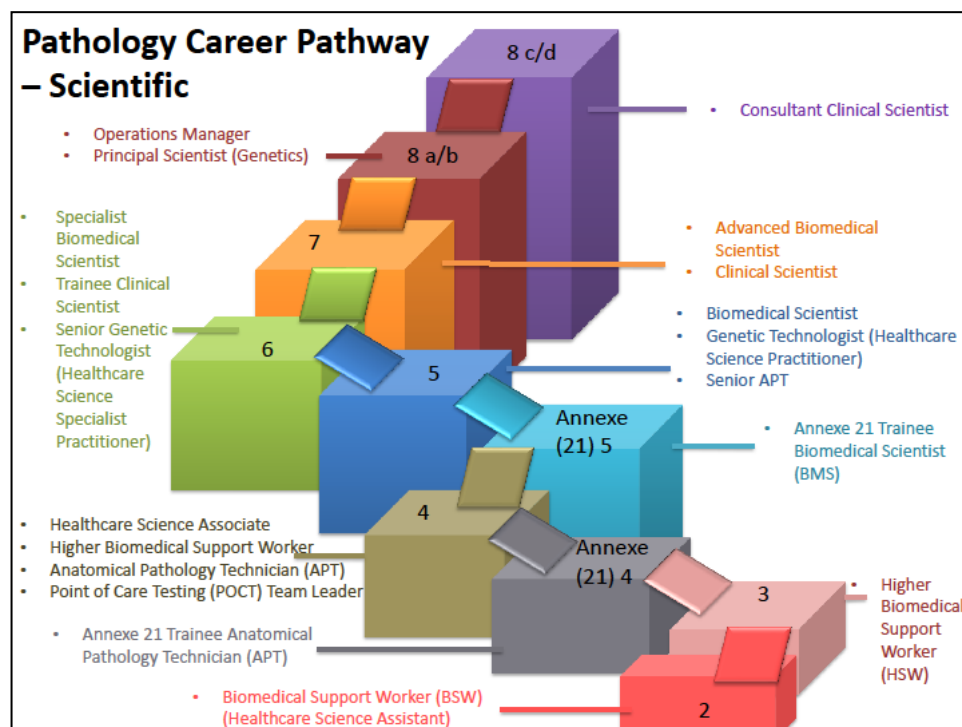 Pathology Career Pathway
– Scientific
8 c/d
• Consultant Clinical Scientist
• Operations Manager
• Principal Scientist (Genetics)
8 a/b
• Specialist
Biomedical
Scientist
• Trainee Clinical
Scientist
• Senior Genetic
Technologist
(Healthcare
Science
Specialist
Practitioner)
7
• Advanced Biomedical
Scientist
• Clinical Scientist
6
5
• Biomedical Scientist
• Genetic Technologist (Healthcare
Science Practitioner)
• Senior APT
Annexe
(21) 5
• Annexe 21 Trainee
Biomedical Scientist
(BMS)
• Healthcare Science Associate
• Higher Biomedical Support Worker
• Anatomical Pathology Technician (APT)
• Point of Care Testing (POCT) Team Leader
4
Annexe
(21) 4
• Annexe 21 Trainee Anatomical
Pathology Technician (APT)
3
• Higher
Biomedical
Support
Worker
(HSW)
• Biomedical Support Worker (BSW)
(Healthcare Science Assistant)
2